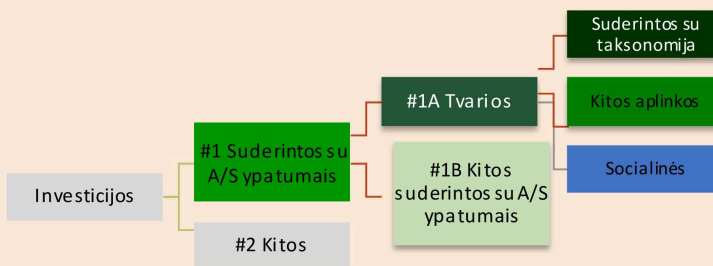 Investicijos
#1 Suderintos su
A/S ypatumais
#2 Kitos
#1A Tvarios
#1B Kitos
suderintos su A/S
ypatumais
Suderintos su
taksonomija
Kitos aplinkos
Socialinės